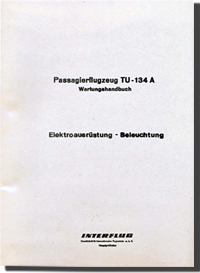 Passagierflugzeug TU-134 A
Wartungshandbuch
Elektroausrüstung - Beleuchtung
INTERFLUG